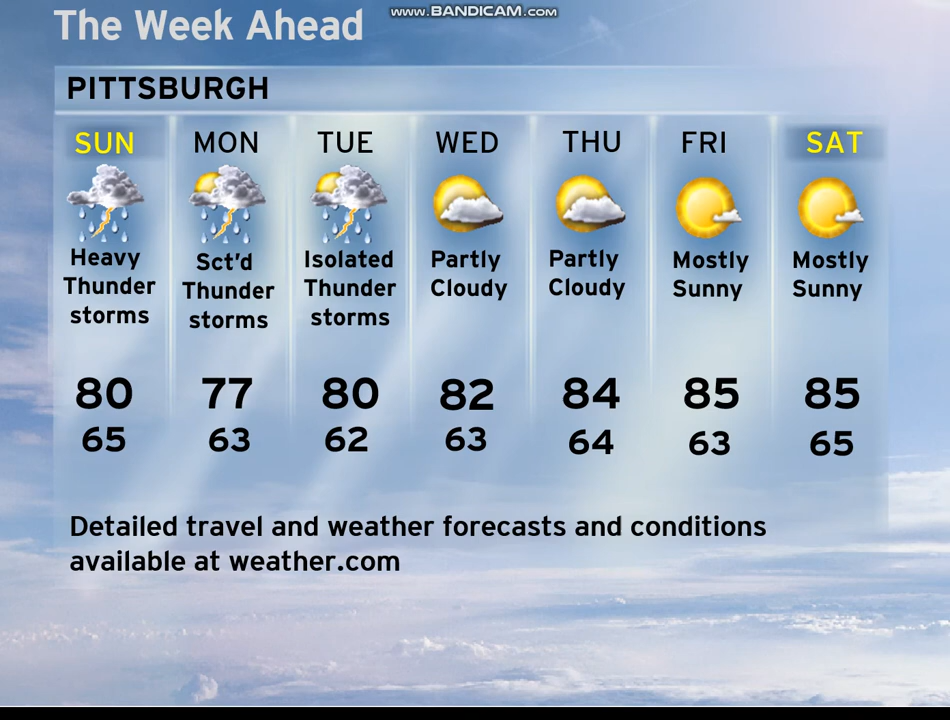 www.BANDICAM.com
The Week Ahead
PITTSBURGH
SUN MON TUE WED THU FRI SAT
Heavy Thunder storms
Sct'd Thunder storms
Isolated Thunder storms
Partly Cloudy
Partly Cloudy
Mostly Sunny
Mostly Sunny
80 77 80 82 84 85 85
65 63 62 63 64 63 65
Detailed travel and weather forecasts and conditions
available at weather.com